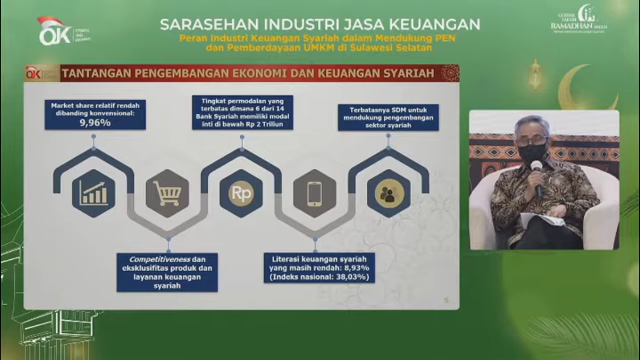 OJK
SARASEHAN INDUSTRI JASA KEUANGAN
Peran Industri Keuangan Syariah dalam Mendukung PEN
dan Pemberdayaan UMKM di Sulawesi Selatan
RAMADHAN
OJK
TANTANGAN PENGEMBANGAN EKONOMI DAN KEUANGAN SYARIAH
Market share relatif rendah
dibanding konvensional:
9,96%
Tingkat permodalan yang
terbatas dimana 6 dari 14
Bank Syariah memiliki modal
inti di bawah Rp 2 Triliun
Terbatasnya SDM untuk
mendukung pengembangan
sektor syariah
Rp
Competitiveness dan
eksklusifitas produk dan
layanan keuangan
syariah
Literasi keuangan syariah
yang masih rendah: 8,93%
(Indeks nasional: 38,03%)